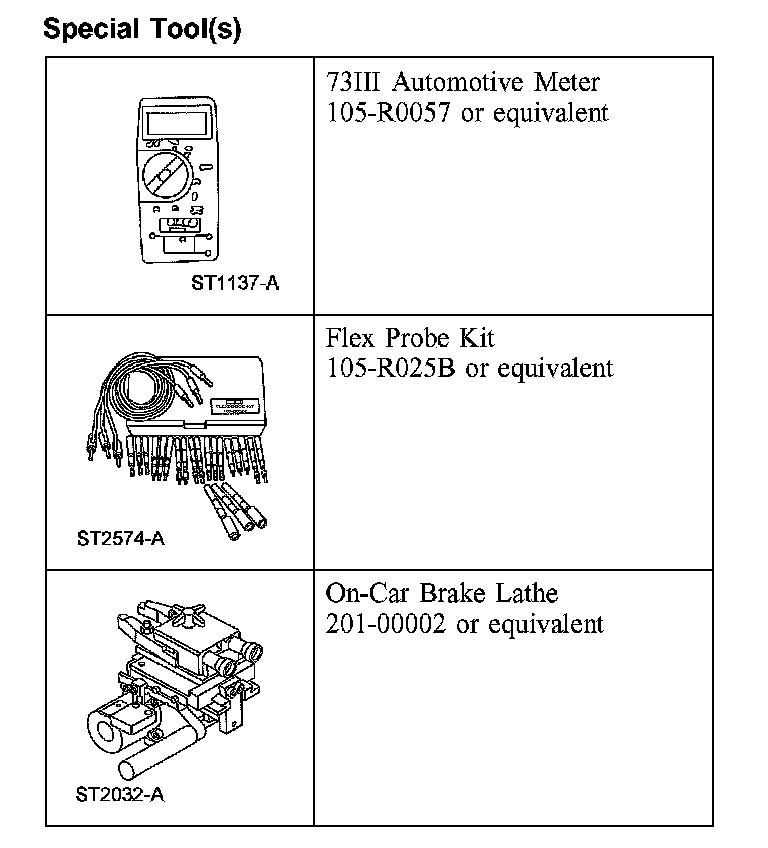 Special Tool(s)
73III Automotive Meter
105-R0057 or equivalent
ST1137-A
Flex Probe Kit
105-R025B or equivalent
ST2574-A
On-Car Brake Lathe
201-00002 or equivalent
ST2032-A